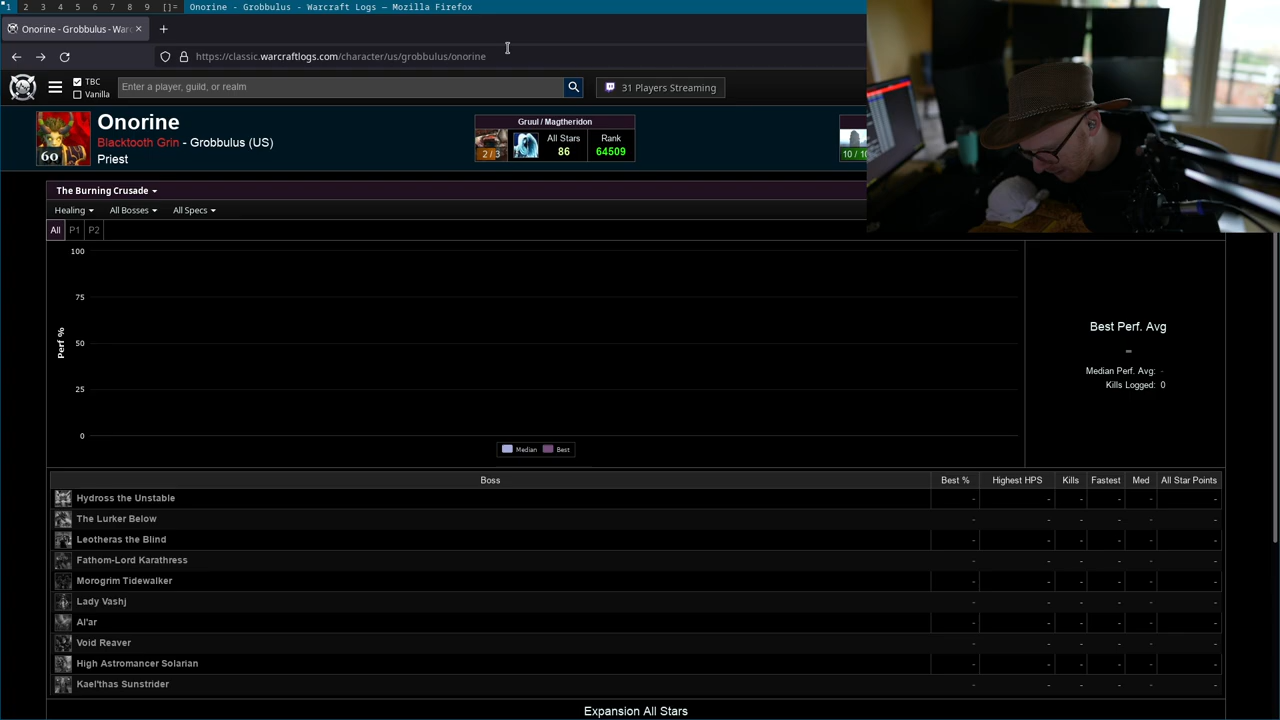 1 2 3 4 5 6 7 8 9 []= Onorine - Grobbulus - Warcraft Logs — Mozilla Firefox
Onorine - Grobbulus - Warc
https://classic.warcraftlogs.com/character/us/grobbulus/onorine
TBC
Vanilla
Enter a player, guild, or realm
31 Players Streaming
60
Onorine
Blacktooth Grin - Grobbulus (US)
Priest
Gruul / Magtheridon
2 / 3
All Stars
86
Rank
64509
10 / 10
The Burning Crusade
Healing All Bosses All Specs
All P1 P2
100
75
50
25
0
Perf %
Median Best
Best Perf. Avg
-
Median Perf. Avg: -
Kills Logged: 0
Boss Best % Highest HPS Kills Fastest Med All Star Points
Hydross the Unstable - - - - - -
The Lurker Below - - - - - -
Leotheras the Blind - - - - - -
Fathom-Lord Karathress - - - - - -
Morogrim Tidewalker - - - - - -
Lady Vashj - - - - - -
Al'ar - - - - - -
Void Reaver - - - - - -
High Astromancer Solarian - - - - - -
Kael'thas Sunstrider - - - - - -
Expansion All Stars